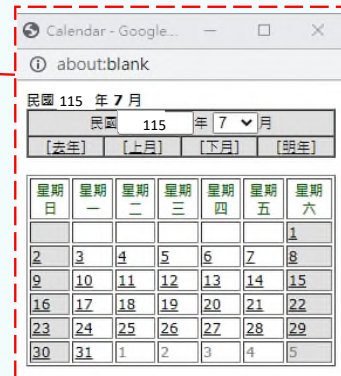 Calendar - Google...
about:blank
民國 115 年 7 月
民國 115 年 7 月
[去年] [上月] [下月] [明年]
星期日 星期一 星期二 星期三 星期四 星期五 星期六
1
2 3 4 5 6 7 8
9 10 11 12 13 14 15
16 17 18 19 20 21 22
23 24 25 26 27 28 29
30 31 1 2 3 4 5